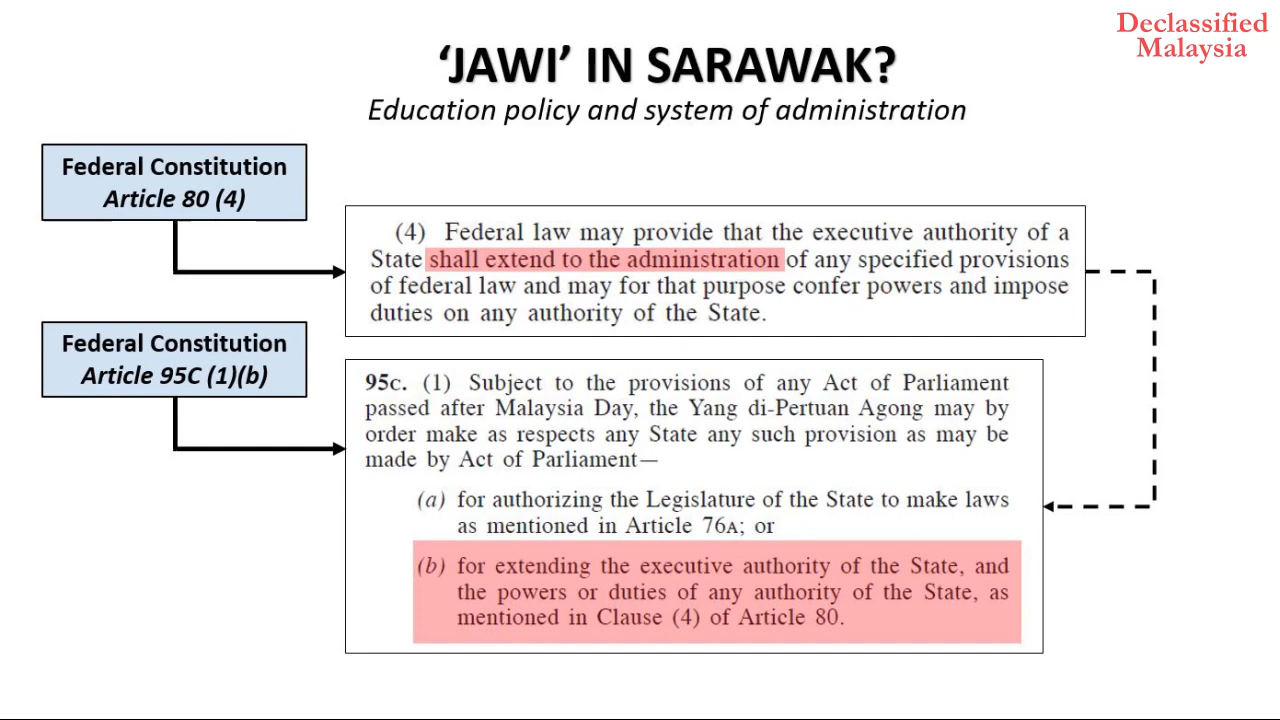 Declassified
Malaysia
‘JAWI’ IN SARAWAK?
Education policy and system of administration
Federal Constitution
Article 80 (4)
(4) Federal law may provide that the executive authority of a
State shall extend to the administration of any specified provisions
of federal law and may for that purpose confer powers and impose
duties on any authority of the State.
Federal Constitution
Article 95C (1)(b)
95C. (1) Subject to the provisions of any Act of Parliament
passed after Malaysia Day, the Yang di-Pertuan Agong may by
order make as respects any State any such provision as may be
made by Act of Parliament—
(a) for authorizing the Legislature of the State to make laws
as mentioned in Article 76A; or
(b) for extending the executive authority of the State, and
the powers or duties of any authority of the State, as
mentioned in Clause (4) of Article 80.